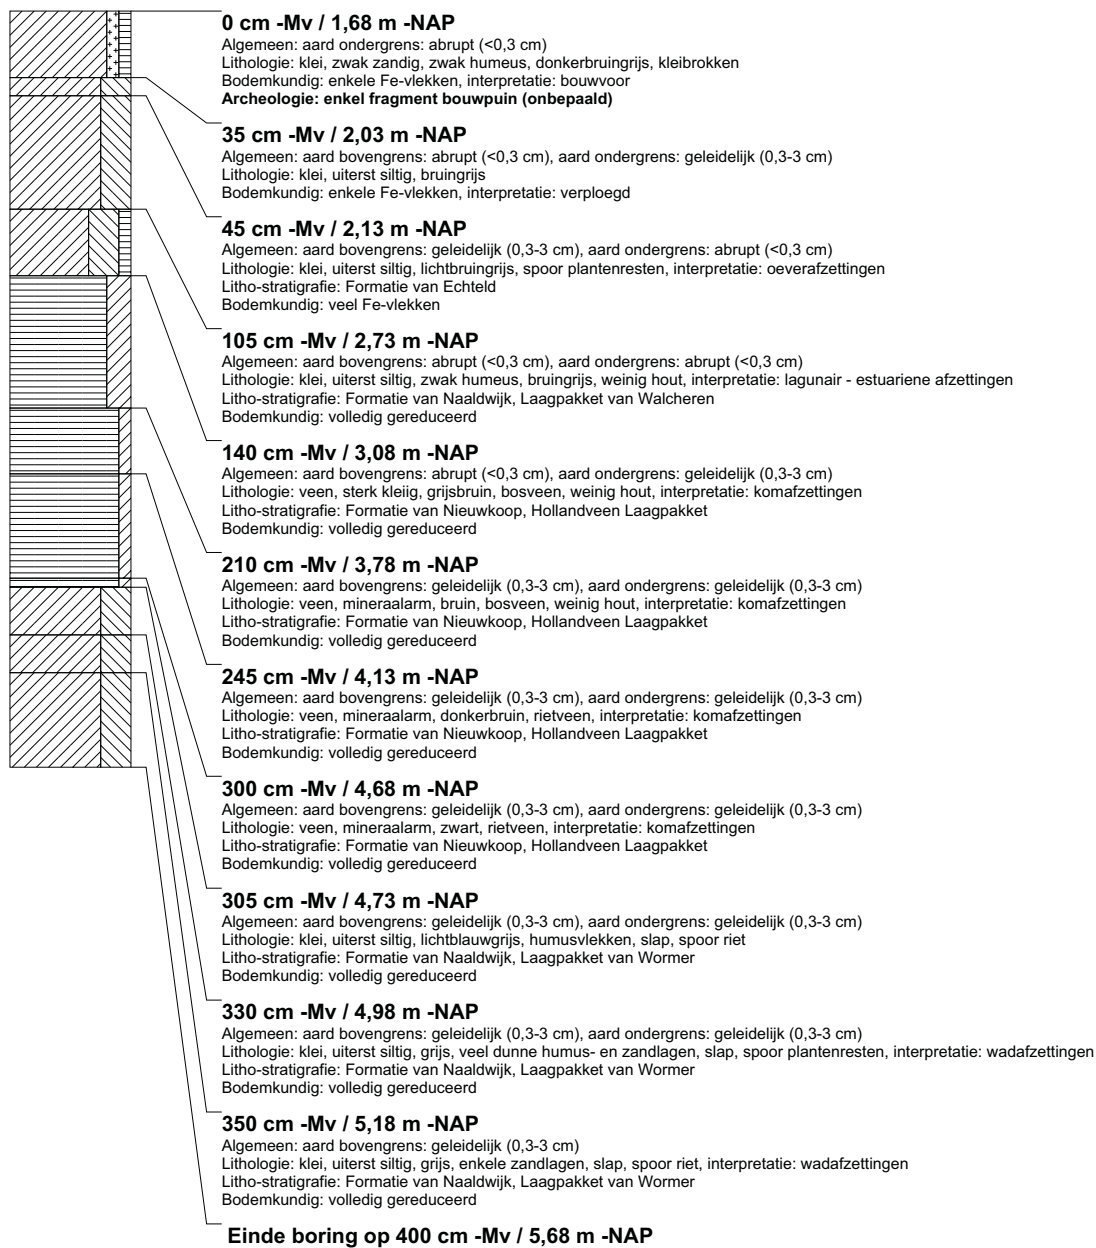 0 cm -Mv / 1,68 m -NAP
Algemeen: aard ondergrens: abrupt (<0,3 cm)
Lithologie: klei, zwak zandig, zwak humeus, donkerbruingrijs, kleibrokken
Bodemkundig: enkele Fe-vlekken, interpretatie: bouwvoor
Archeologie: enkel fragment bouwpuin (onbepaald)
35 cm -Mv / 2,03 m -NAP
Algemeen: aard bovengrens: abrupt (<0,3 cm), aard ondergrens: geleidelijk (0,3-3 cm)
Lithologie: klei, uiterst siltig, bruingrijs
Bodemkundig: enkele Fe-vlekken, interpretatie: verploegd
45 cm -Mv / 2,13 m -NAP
Algemeen: aard bovengrens: geleidelijk (0,3-3 cm), aard ondergrens: abrupt (<0,3 cm)
Lithologie: klei, uiterst siltig, lichtbruingrijs, spoor plantenresten, interpretatie: oeverafzettingen
Litho-stratigrafie: Formatie van Echteld
Bodemkundig: veel Fe-vlekken
105 cm -Mv / 2,73 m -NAP
Algemeen: aard bovengrens: abrupt (<0,3 cm), aard ondergrens: abrupt (<0,3 cm)
Lithologie: klei, uiterst siltig, zwak humeus, bruingrijs, weinig hout, interpretatie: lagunair - estuariene afzettingen
Litho-stratigrafie: Formatie van Naaldwijk, Laagpakket van Walcheren
Bodemkundig: volledig gereduceerd
140 cm -Mv / 3,08 m -NAP
Algemeen: aard bovengrens: abrupt (<0,3 cm), aard ondergrens: geleidelijk (0,3-3 cm)
Lithologie: veen, sterk kleiig, grijsbruin, bosveen, weinig hout, interpretatie: komafzettingen
Litho-stratigrafie: Formatie van Nieuwkoop, Hollandveen Laagpakket
Bodemkundig: volledig gereduceerd
210 cm -Mv / 3,78 m -NAP
Algemeen: aard bovengrens: geleidelijk (0,3-3 cm), aard ondergrens: geleidelijk (0,3-3 cm)
Lithologie: veen, mineraalarm, bruin, bosveen, weinig hout, interpretatie: komafzettingen
Litho-stratigrafie: Formatie van Nieuwkoop, Hollandveen Laagpakket
Bodemkundig: volledig gereduceerd
245 cm -Mv / 4,13 m -NAP
Algemeen: aard bovengrens: geleidelijk (0,3-3 cm), aard ondergrens: geleidelijk (0,3-3 cm)
Lithologie: veen, mineraalarm, donkerbruin, rietveen, interpretatie: komafzettingen
Litho-stratigrafie: Formatie van Nieuwkoop, Hollandveen Laagpakket
Bodemkundig: volledig gereduceerd
300 cm -Mv / 4,68 m -NAP
Algemeen: aard bovengrens: geleidelijk (0,3-3 cm), aard ondergrens: geleidelijk (0,3-3 cm)
Lithologie: veen, mineraalarm, zwart, rietveen, interpretatie: komafzettingen
Litho-stratigrafie: Formatie van Nieuwkoop, Hollandveen Laagpakket
Bodemkundig: volledig gereduceerd
305 cm -Mv / 4,73 m -NAP
Algemeen: aard bovengrens: geleidelijk (0,3-3 cm), aard ondergrens: geleidelijk (0,3-3 cm)
Lithologie: klei, uiterst siltig, lichtblauwgrijs, humusvlekken, slap, spoor riet
Litho-stratigrafie: Formatie van Naaldwijk, Laagpakket van Wormer
Bodemkundig: volledig gereduceerd
330 cm -Mv / 4,98 m -NAP
Algemeen: aard bovengrens: geleidelijk (0,3-3 cm), aard ondergrens: geleidelijk (0,3-3 cm)
Lithologie: klei, uiterst siltig, grijs, veel dunne humus- en zandlagen, slap, spoor plantenresten, interpretatie: wadafzettingen
Litho-stratigrafie: Formatie van Naaldwijk, Laagpakket van Wormer
Bodemkundig: volledig gereduceerd
350 cm -Mv / 5,18 m -NAP
Algemeen: aard bovengrens: geleidelijk (0,3-3 cm)
Lithologie: klei, uiterst siltig, grijs, enkele zandlagen, slap, spoor riet, interpretatie: wadafzettingen
Litho-stratigrafie: Formatie van Naaldwijk, Laagpakket van Wormer
Bodemkundig: volledig gereduceerd
Einde boring op 400 cm -Mv / 5,68 m -NAP